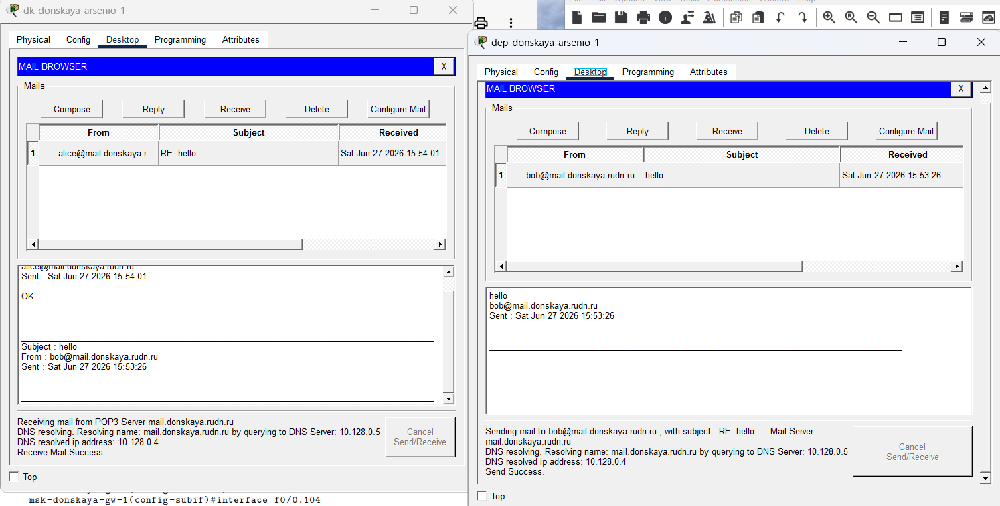 dk-donskaya-arsenio-1
Physical Config Desktop Programming Attributes
MAIL BROWSER X
Mails
Compose Reply Receive Delete Configure Mail
From Subject Received
1 alice@mail.donskaya.r... RE: hello Sat Jun 27 2026 15:54:01
alice@mail.donskaya.rudn.ru
Sent : Sat Jun 27 2026 15:54:01
OK
Subject : hello
From : bob@mail.donskaya.rudn.ru
Sent : Sat Jun 27 2026 15:53:26
Receiving mail from POP3 Server mail.donskaya.rudn.ru
DNS resolving. Resolving name: mail.donskaya.rudn.ru by querying to DNS Server: 10.128.0.5
DNS resolved ip address: 10.128.0.4
Receive Mail Success.
Cancel
Send/Receive
Top
msk-donskaya-gw-1(config-subif)#interface f0/0.104
File Edit Options View Tools Extensions Window Help
dep-donskaya-arsenio-1
Physical Config Desktop Programming Attributes
MAIL BROWSER X
Mails
Compose Reply Receive Delete Configure Mail
From Subject Received
1 bob@mail.donskaya.rudn.ru hello Sat Jun 27 2026 15:53:26
hello
bob@mail.donskaya.rudn.ru
Sent : Sat Jun 27 2026 15:53:26
Sending mail to bob@mail.donskaya.rudn.ru , with subject : RE: hello .. Mail Server:
mail.donskaya.rudn.ru
DNS resolving. Resolving name: mail.donskaya.rudn.ru by querying to DNS Server: 10.128.0.5
DNS resolved ip address: 10.128.0.4
Send Success.
Cancel
Send/Receive
Top